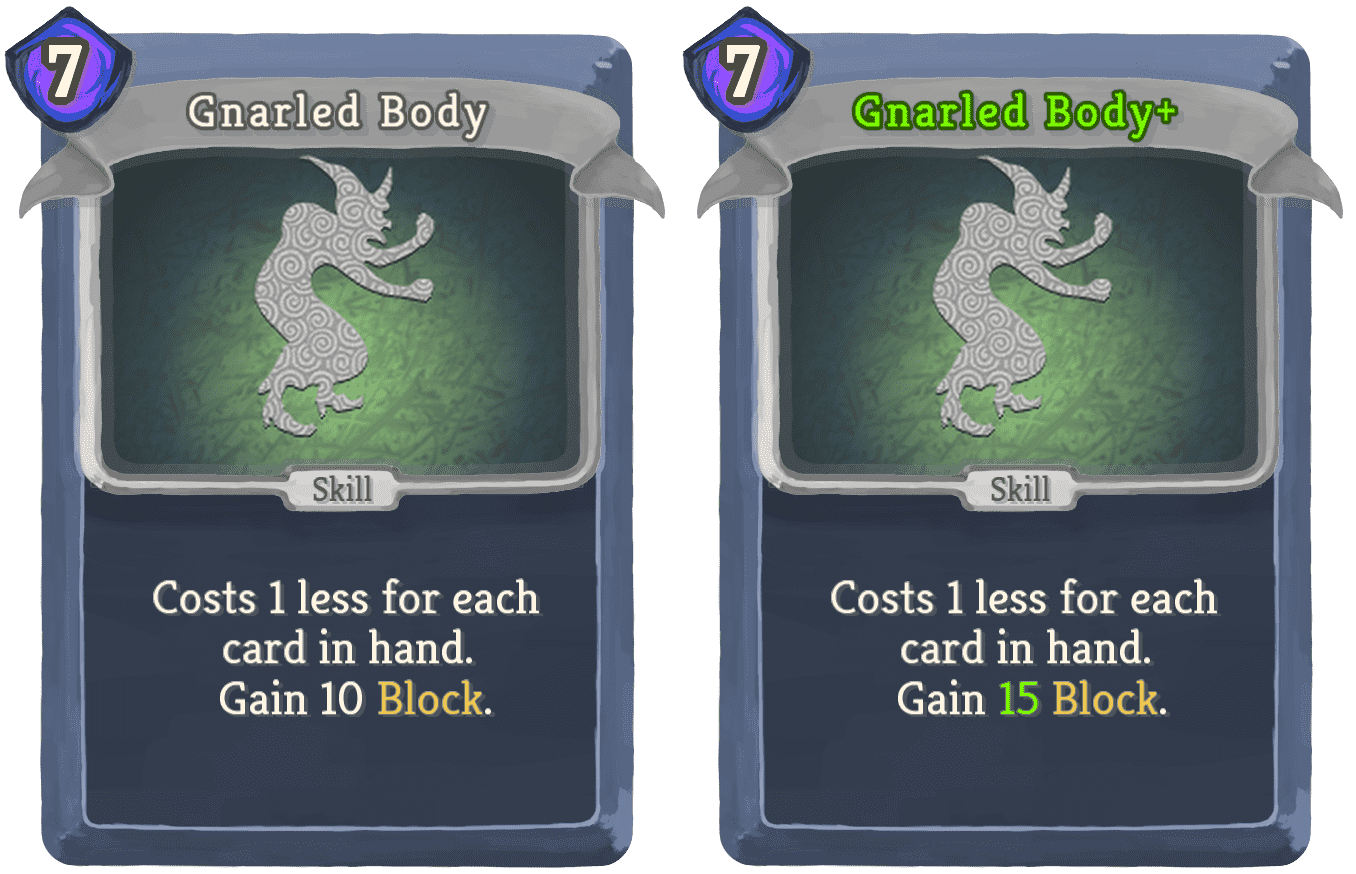 7
Gnarled Body
Skill
Costs 1 less for each
card in hand.
Gain 10 Block.
7
Gnarled Body+
Skill
Costs 1 less for each
card in hand.
Gain 15 Block.